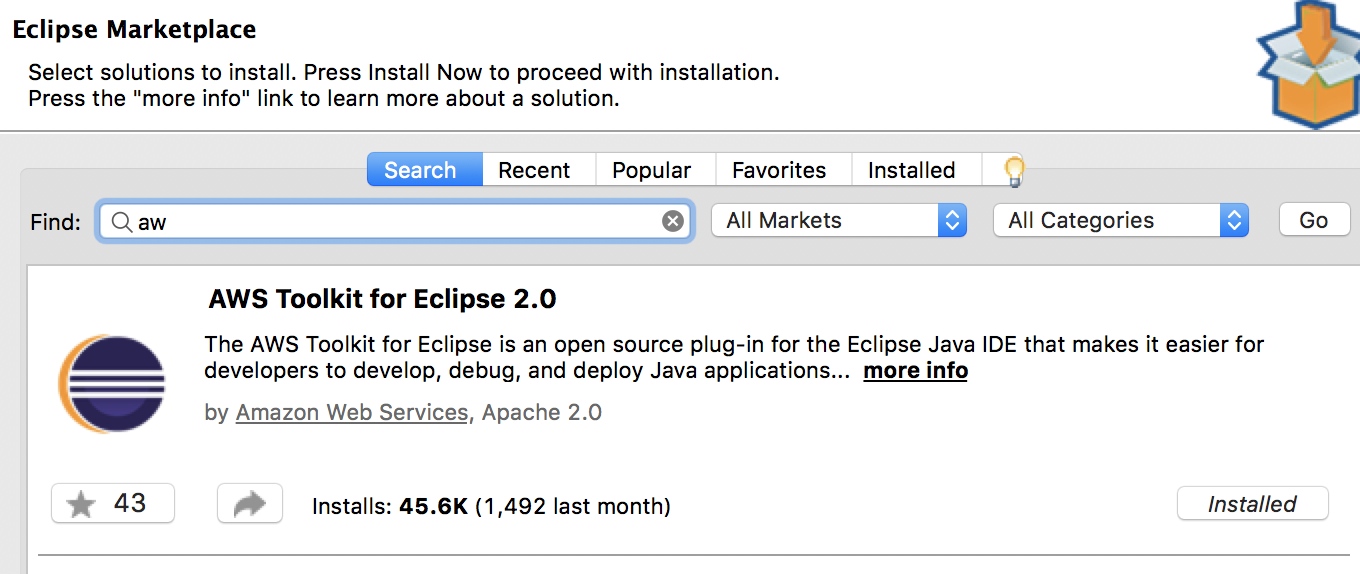 Eclipse Marketplace
Select solutions to install. Press Install Now to proceed with installation.
Press the "more info" link to learn more about a solution.
Search Recent Popular Favorites Installed
Find: aw All Markets All Categories Go
AWS Toolkit for Eclipse 2.0
The AWS Toolkit for Eclipse is an open source plug-in for the Eclipse Java IDE that makes it easier for
developers to develop, debug, and deploy Java applications... more info
by Amazon Web Services, Apache 2.0
43 Installs: 45.6K (1,492 last month) Installed